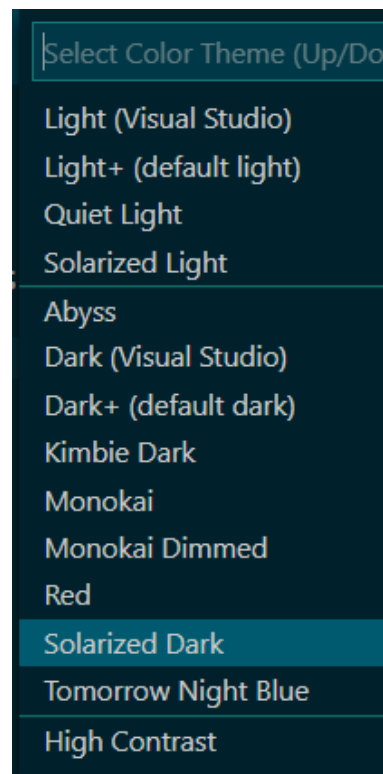 Select Color Theme (Up/Do
Light (Visual Studio)
Light+ (default light)
Quiet Light
Solarized Light
Abyss
Dark (Visual Studio)
Dark+ (default dark)
Kimbie Dark
Monokai
Monokai Dimmed
Red
Solarized Dark
Tomorrow Night Blue
High Contrast